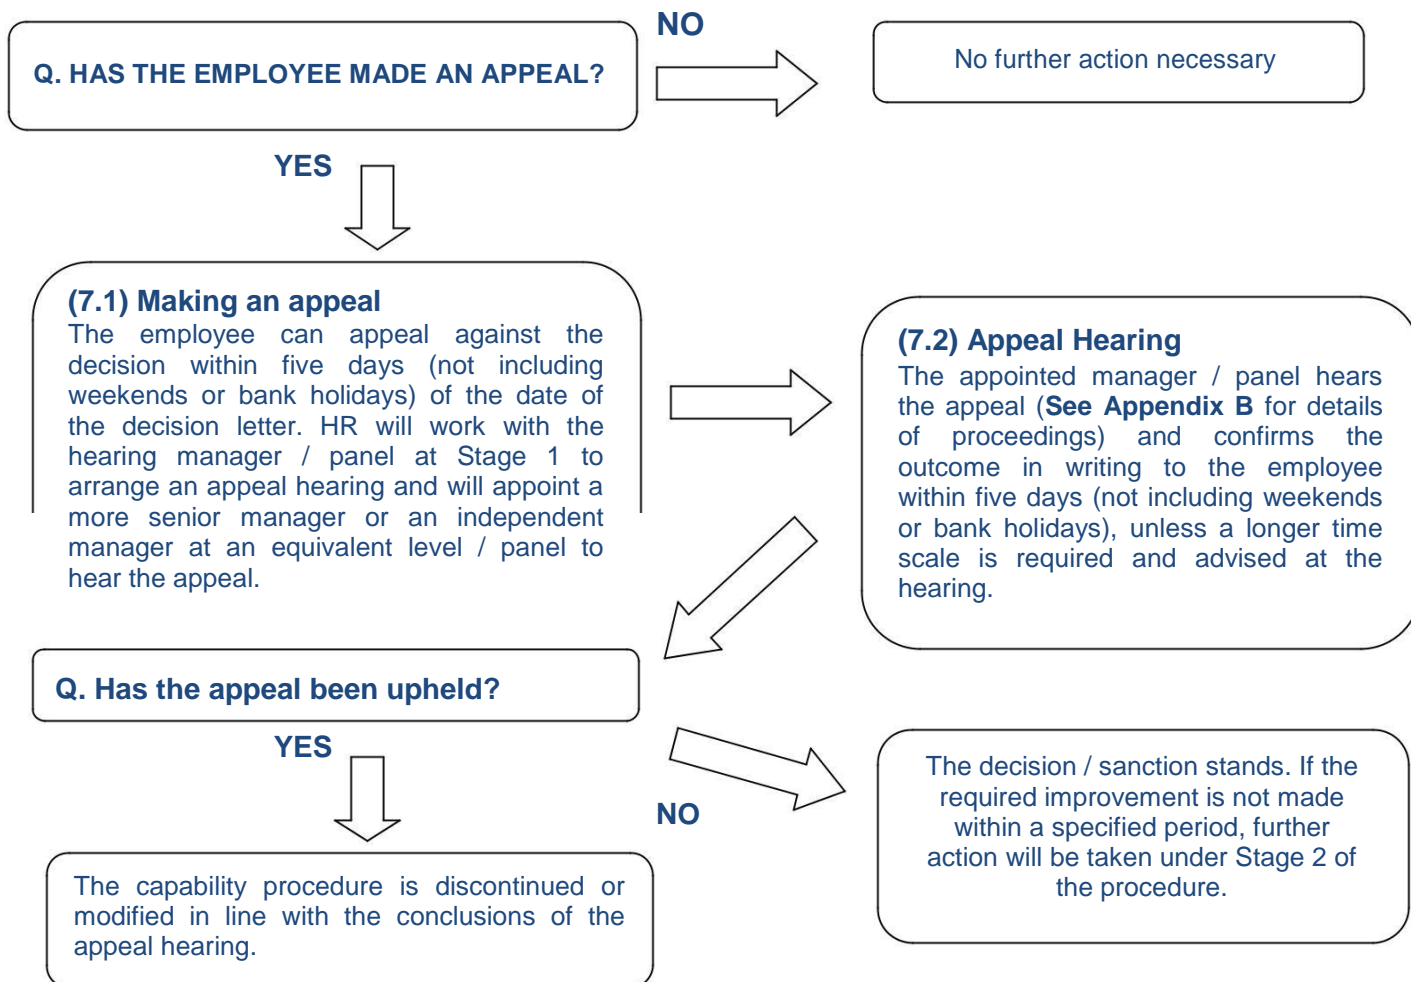 NO
Q. HAS THE EMPLOYEE MADE AN APPEAL?
No further action necessary
YES
(7.1) Making an appeal
The employee can appeal against the
decision within five days (not including
weekends or bank holidays) of the date of
the decision letter. HR will work with the
hearing manager / panel at Stage 1 to
arrange an appeal hearing and will appoint a
more senior manager or an independent
manager at an equivalent level / panel to
hear the appeal.
(7.2) Appeal Hearing
The appointed manager / panel hears
the appeal (See Appendix B for details
of proceedings) and confirms the
outcome in writing to the employee
within five days (not including weekends
or bank holidays), unless a longer time
scale is required and advised at the
hearing.
Q. Has the appeal been upheld?
YES
NO
The decision / sanction stands. If the
required improvement is not made
within a specified period, further
action will be taken under Stage 2 of
the procedure.
The capability procedure is discontinued or
modified in line with the conclusions of the
appeal hearing.